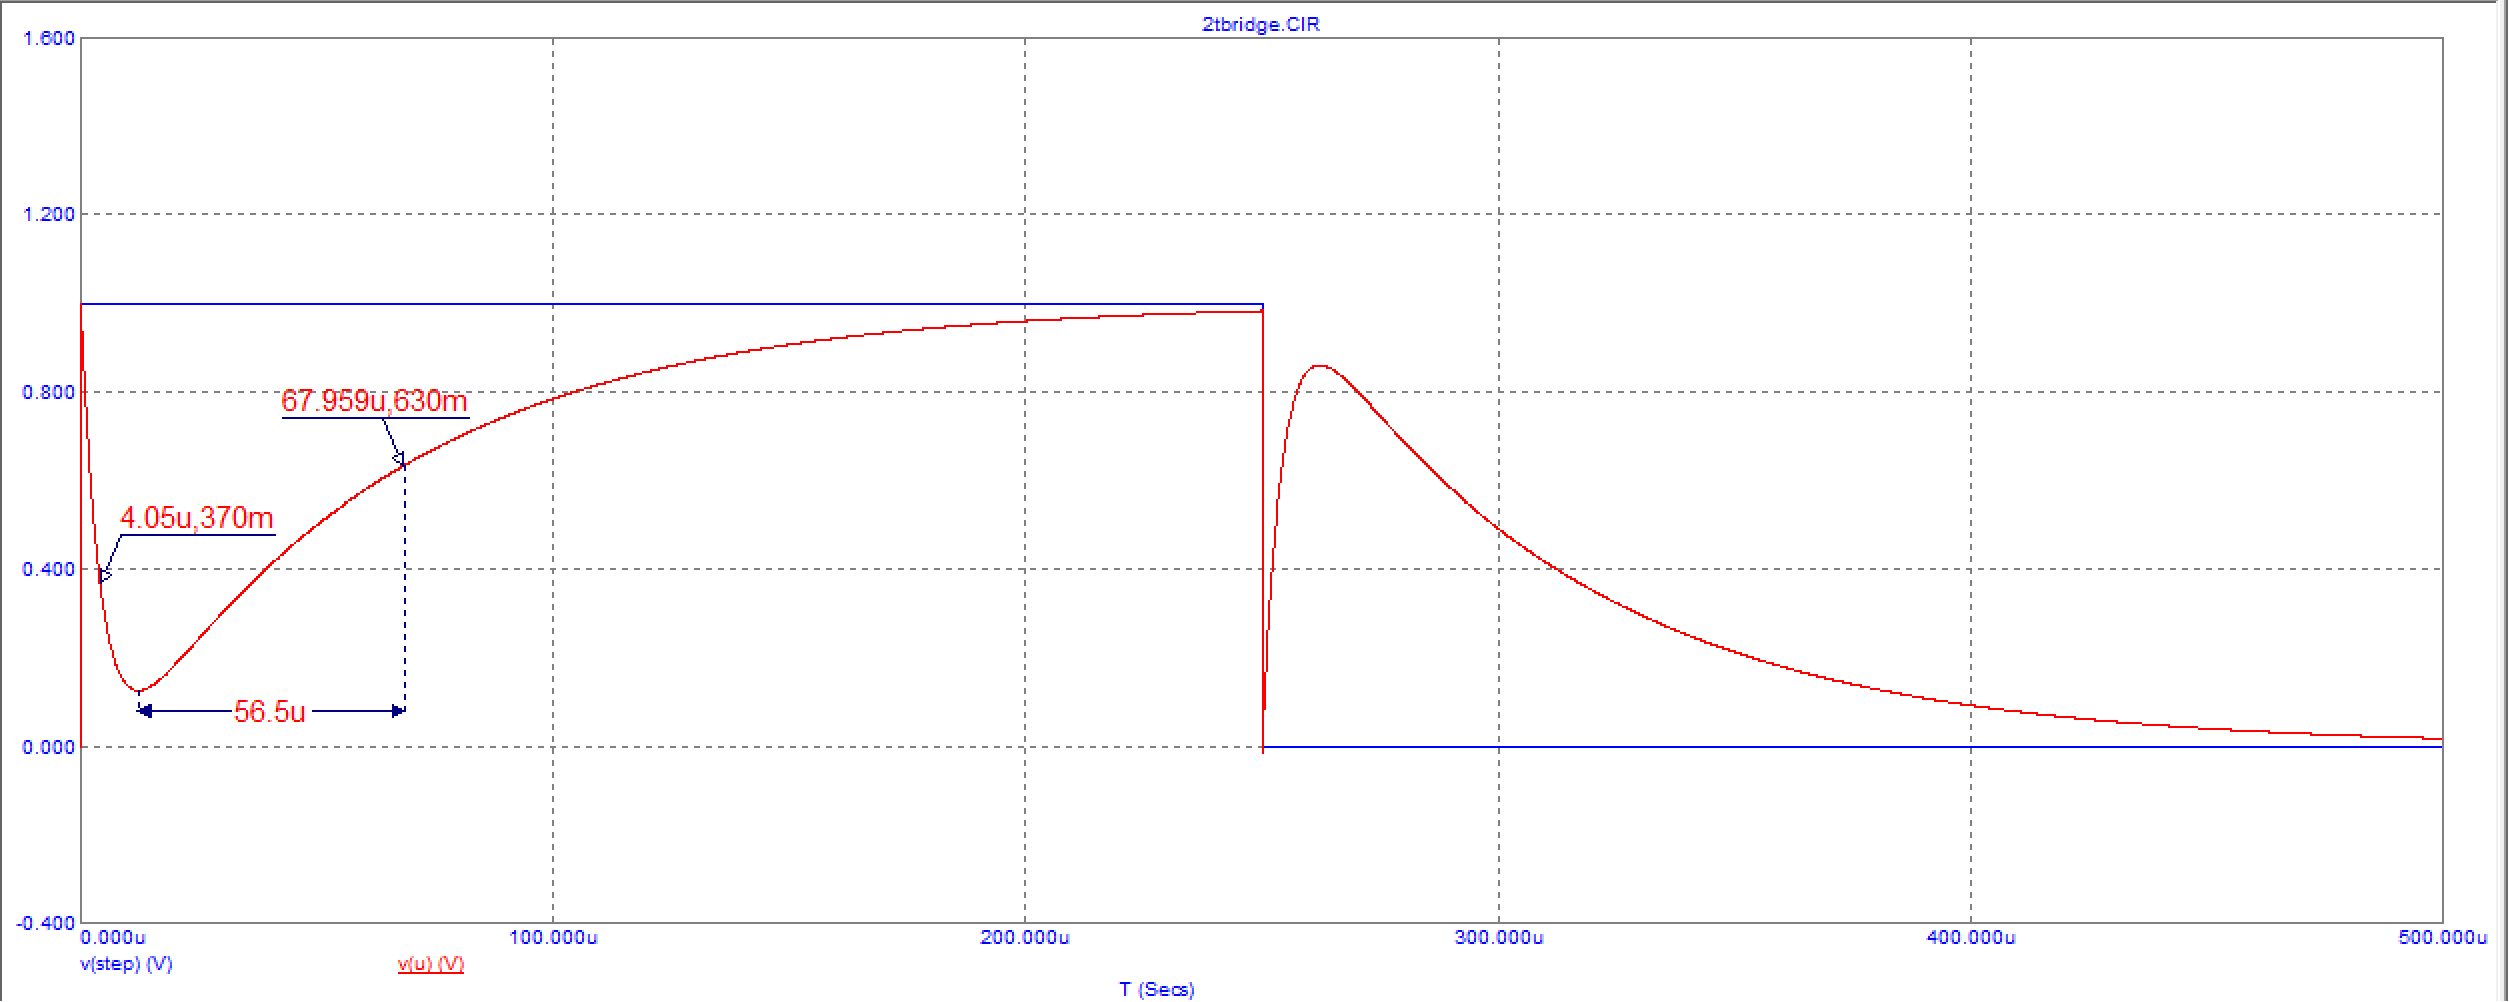 2tbridge.CIR
1.600
1.200
0.800
67.959u,630m
4.05u,370m
0.400
56.5u
0.000
-0.400
0.000u 100.000u 200.000u 300.000u 400.000u 500.000u
v(step) (V) v(u) (V)
T (Secs)